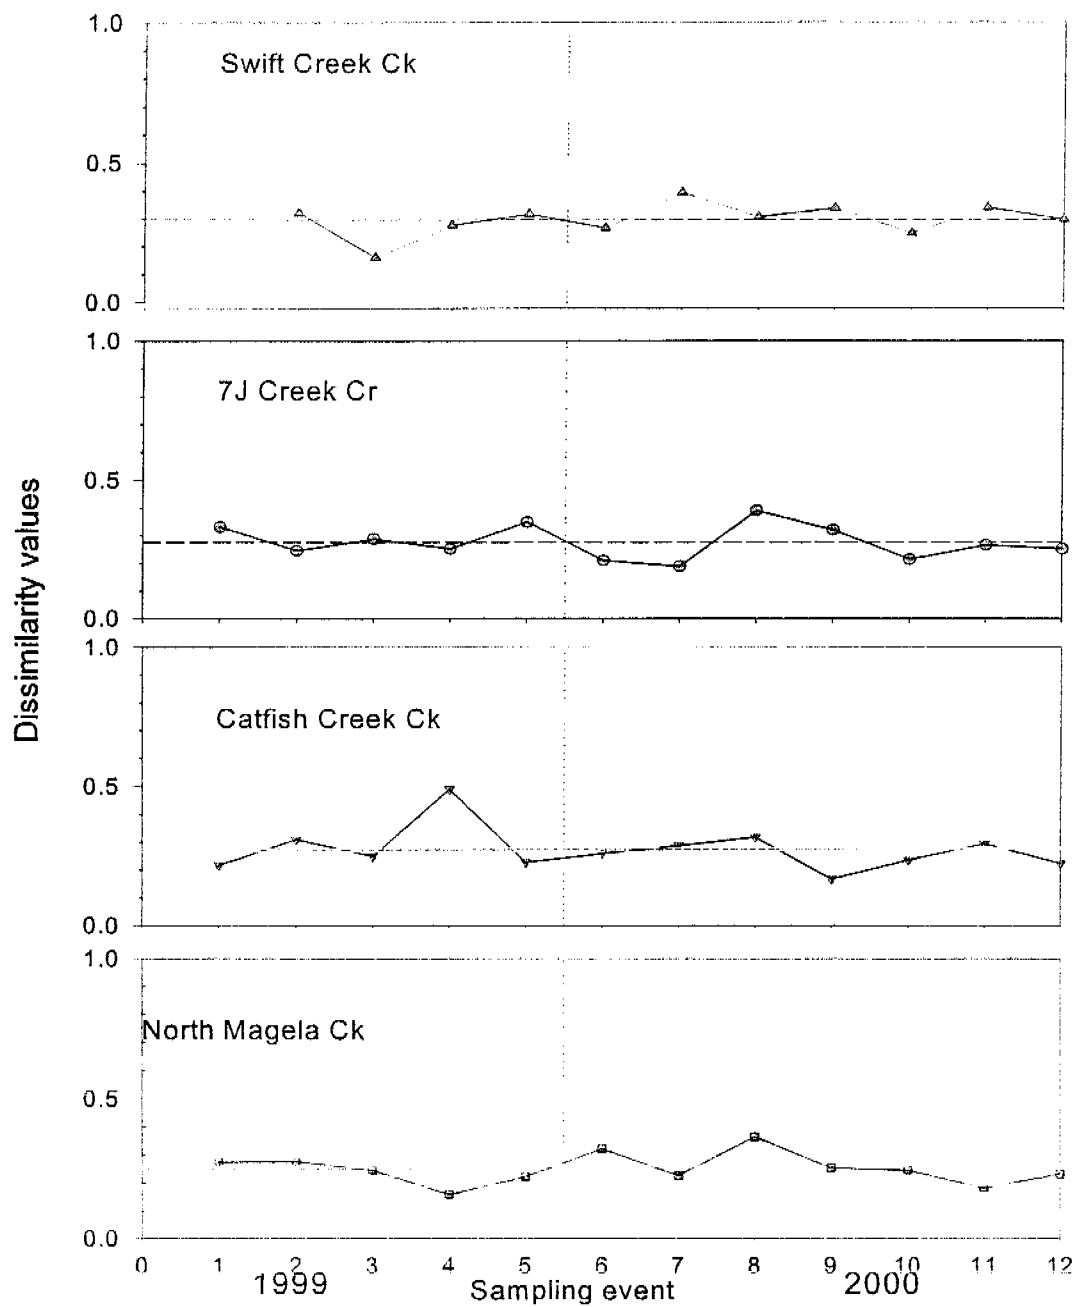 1.0
Swift Creek Ck
0.5
0.0
1.0
7J Creek Cr
0.5
0.0
Dissimilarity values
1.0
Catfish Creek Ck
0.5
0.0
1.0
North Magela Ck
0.5
0.0
0 1 2 3 4 5 6 7 8 9 10 11 12
1999 Sampling event 2000